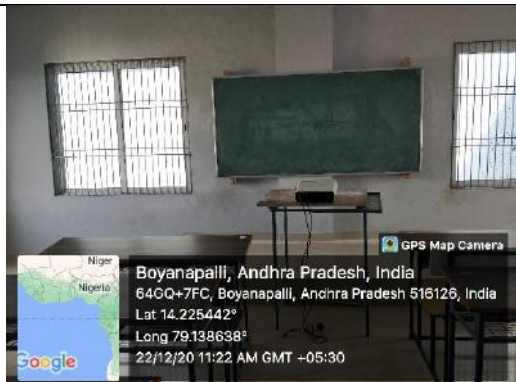 GPS Map Camera
Niger
Nigeria
Google
Boyanapalli, Andhra Pradesh, India
64GQ+7FC, Boyanapalli, Andhra Pradesh 516126, India
Lat 14.225442°
Long 79.138638°
22/12/20 11:22 AM GMT +05:30